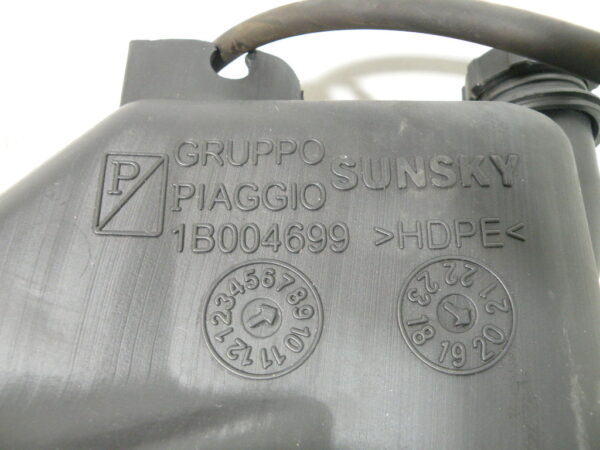 P GRUPPO SUNSKY
PIAGGIO
1B004699 >HDPE<
1 2 3 4 5 6 7 8 9 10 11 12
18 19 20 21 22 23